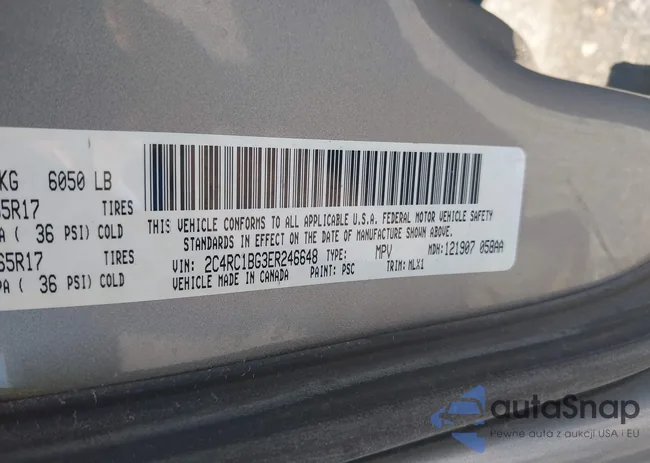 KG 6050 LB
5R17 TIRES
A ( 36 PSI) COLD
65R17 TIRES
PA ( 36 PSI) COLD
THIS VEHICLE CONFORMS TO ALL APPLICABLE U.S.A. FEDERAL MOTOR VEHICLE SAFETY
STANDARDS IN EFFECT ON THE DATE OF MANUFACTURE SHOWN ABOVE.
VIN: 2C4RC1BG3ER246648 TYPE: MPV MDH: 121907 058AA
VEHICLE MADE IN CANADA PAINT: PSC TRIM: MLX1
autaSnap
Pewne auta z aukcji USA i EU